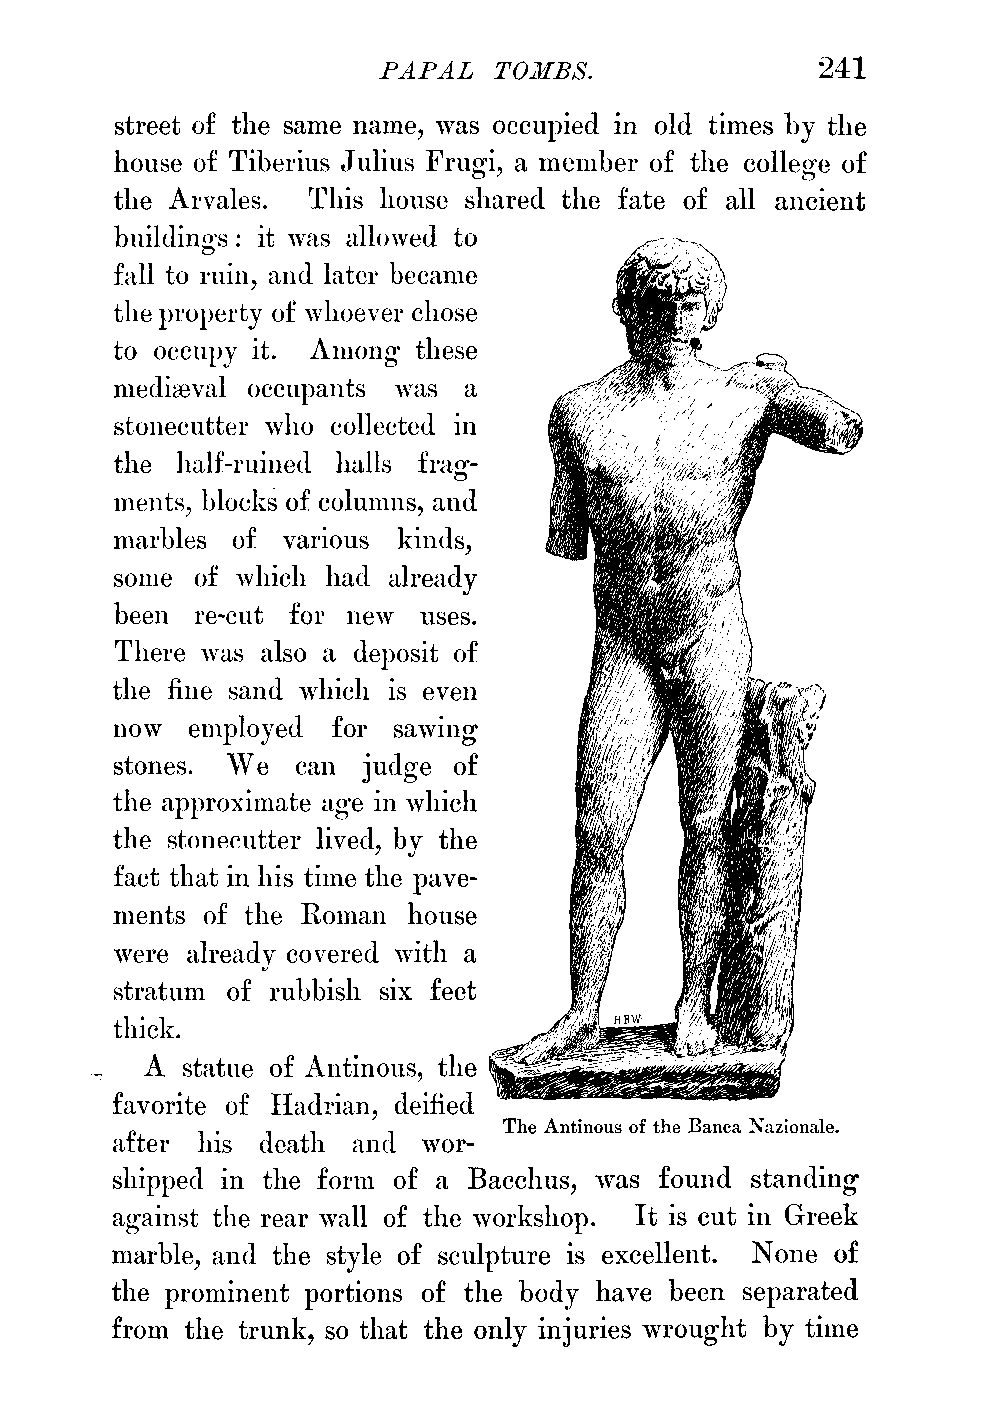 PAPAL TOMBS. 241
street of the same name, was occupied in old times by the
house of Tiberius Julius Frugi, a member of the college of
the Arvales. This house shared the fate of all ancient
buildings: it was allowed to
fall to ruin, and later became
the property of whoever chose
to occupy it. Among these
mediæval occupants was a
stonecutter who collected in
the half-ruined halls frag-
ments, blocks of columns, and
marbles of various kinds,
some of which had already
been re-cut for new uses.
There was also a deposit of
the fine sand which is even
now employed for sawing
stones. We can judge of
the approximate age in which
the stonecutter lived, by the
fact that in his time the pave-
ments of the Roman house
were already covered with a
stratum of rubbish six feet
thick.
A statue of Antinous, the
favorite of Hadrian, deified
after his death and wor-
HBW
The Antinous of the Banca Nazionale.
shipped in the form of a Bacchus, was found standing
against the rear wall of the workshop. It is cut in Greek
marble, and the style of sculpture is excellent. None of
the prominent portions of the body have been separated
from the trunk, so that the only injuries wrought by time